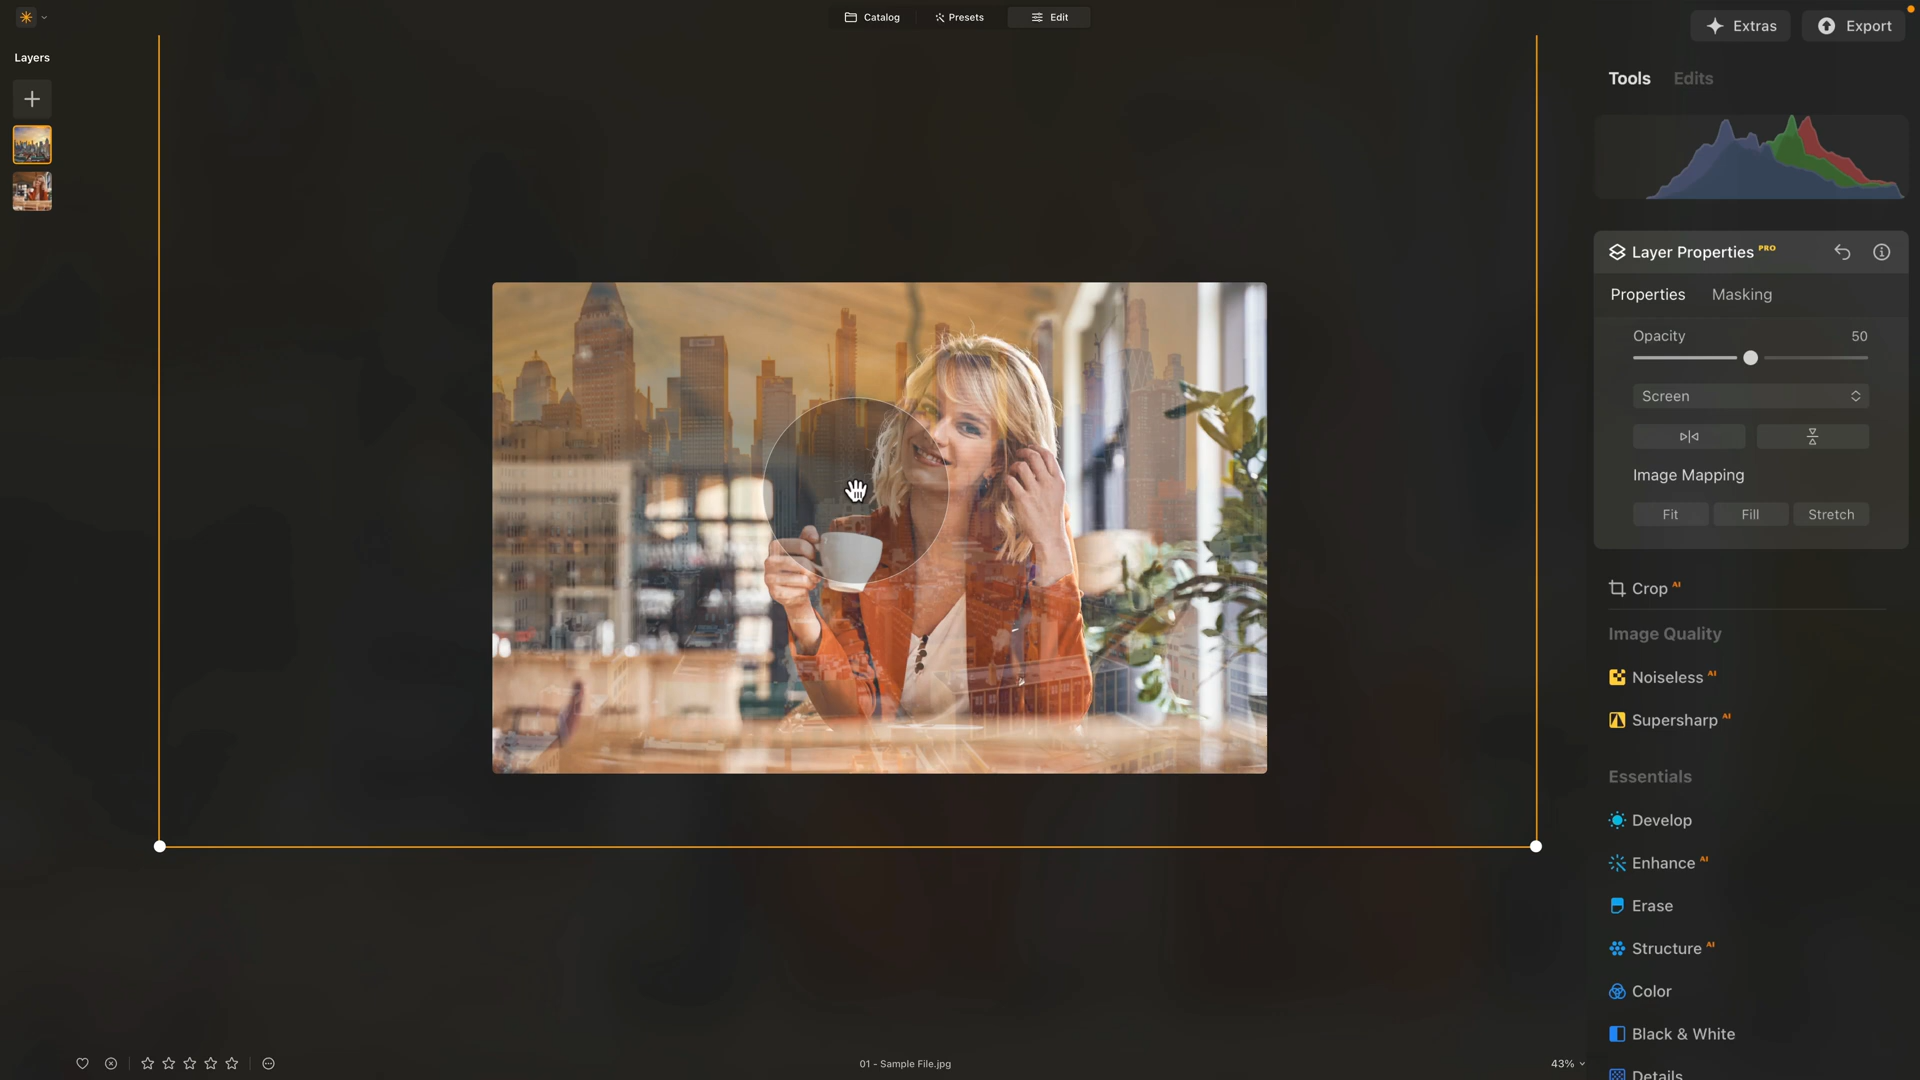 Catalog
Presets
Edit
Extras
Export
Layers
Tools
Edits
Layer Properties PRO
Properties
Masking
Opacity
50
Screen
Image Mapping
Fit
Fill
Stretch
Crop AI
Image Quality
Noiseless AI
Supersharp AI
Essentials
Develop
Enhance AI
Erase
Structure AI
Color
Black & White
Details
01 - Sample File.jpg
43%